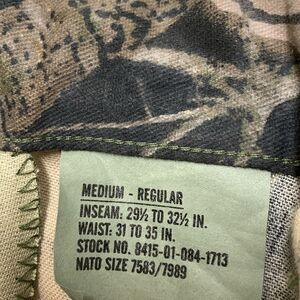 MEDIUM - REGULAR
INSEAM: 29½ TO 32½ IN.
WAIST: 31 TO 35 IN.
STOCK NO. 8415-01-084-1713
NATO SIZE 7583/7989